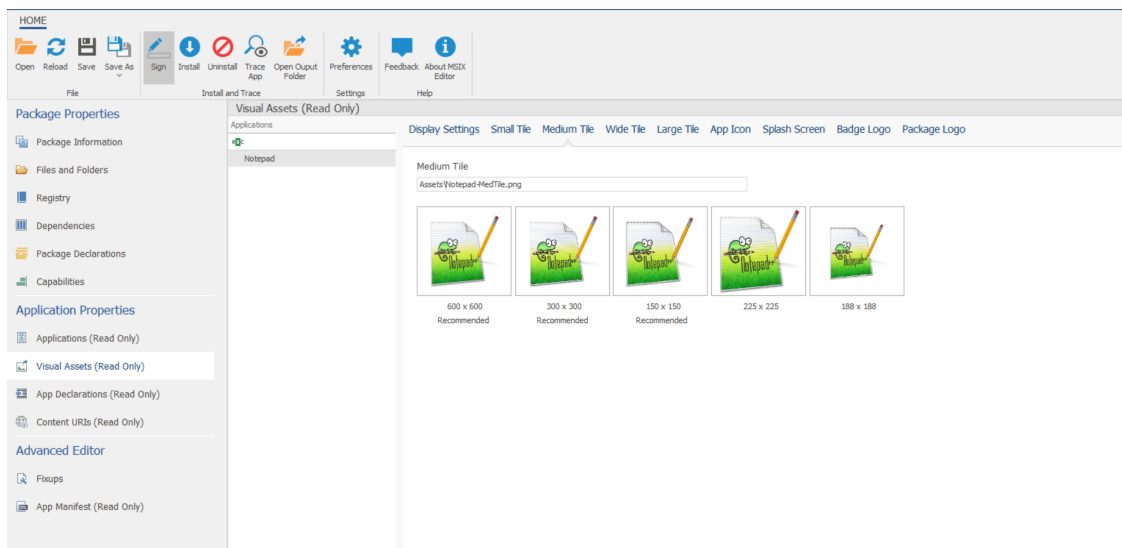 HOME
Open Reload Save Save As Sign Install Uninstall Trace App Open Ouput Folder Preferences Feedback About MSIX Editor
File Install and Trace Settings Help
Package Properties
Package Information
Files and Folders
Registry
Dependencies
Package Declarations
Capabilities
Application Properties
Applications (Read Only)
Visual Assets (Read Only)
App Declarations (Read Only)
Content URIs (Read Only)
Advanced Editor
Fixups
App Manifest (Read Only)
Visual Assets (Read Only)
Applications
Notepad
Display Settings Small Tile Medium Tile Wide Tile Large Tile App Icon Splash Screen Badge Logo Package Logo
Medium Tile
Assets\Notepad-MedTile.png
Notepad++ Notepad++ Notepad++ Notepad++ Notepad++
600 x 600 300 x 300 150 x 150 225 x 225 188 x 188
Recommended Recommended Recommended